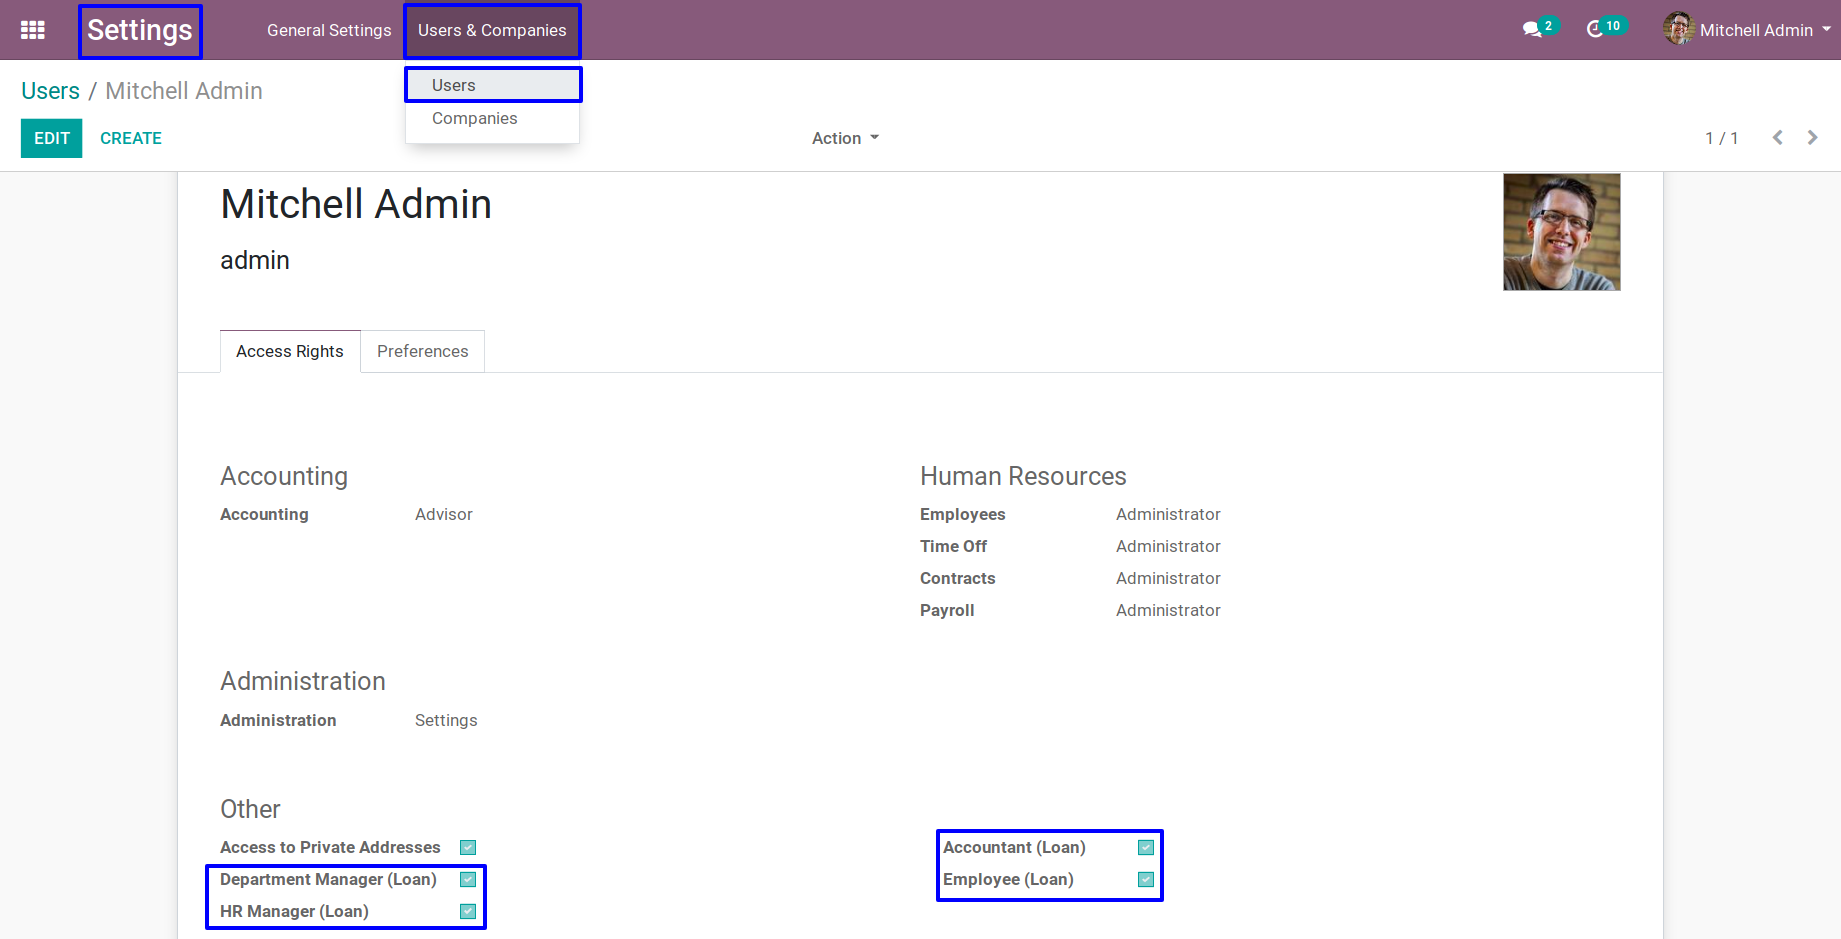 Settings General Settings Users & Companies 2 10 Mitchell Admin
Users / Mitchell Admin
Users
Companies
EDIT CREATE Action 1 / 1
Mitchell Admin
admin
Access Rights Preferences
Accounting
Accounting Advisor
Human Resources
Employees Administrator
Time Off Administrator
Contracts Administrator
Payroll Administrator
Administration
Administration Settings
Other
Access to Private Addresses
Department Manager (Loan)
HR Manager (Loan)
Accountant (Loan)
Employee (Loan)